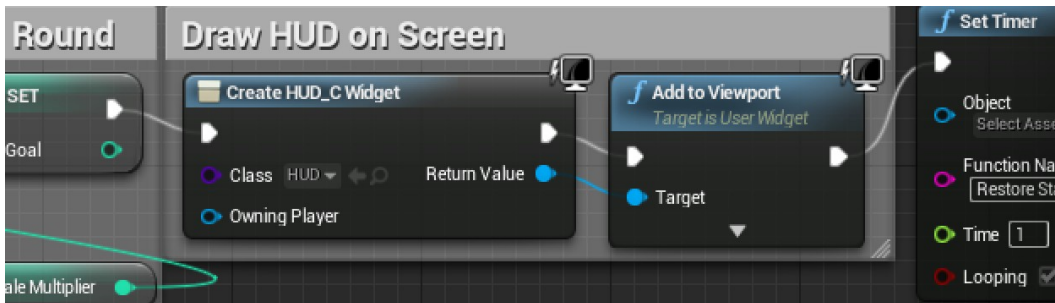 Round
SET
Goal
ale Multiplier
Draw HUD on Screen
Create HUD_C Widget
Class HUD
Return Value
Owning Player
Add to Viewport
Target is User Widget
Target
Set Timer
Object
Select Asse
Function Na
Restore Sta
Time 1
Looping